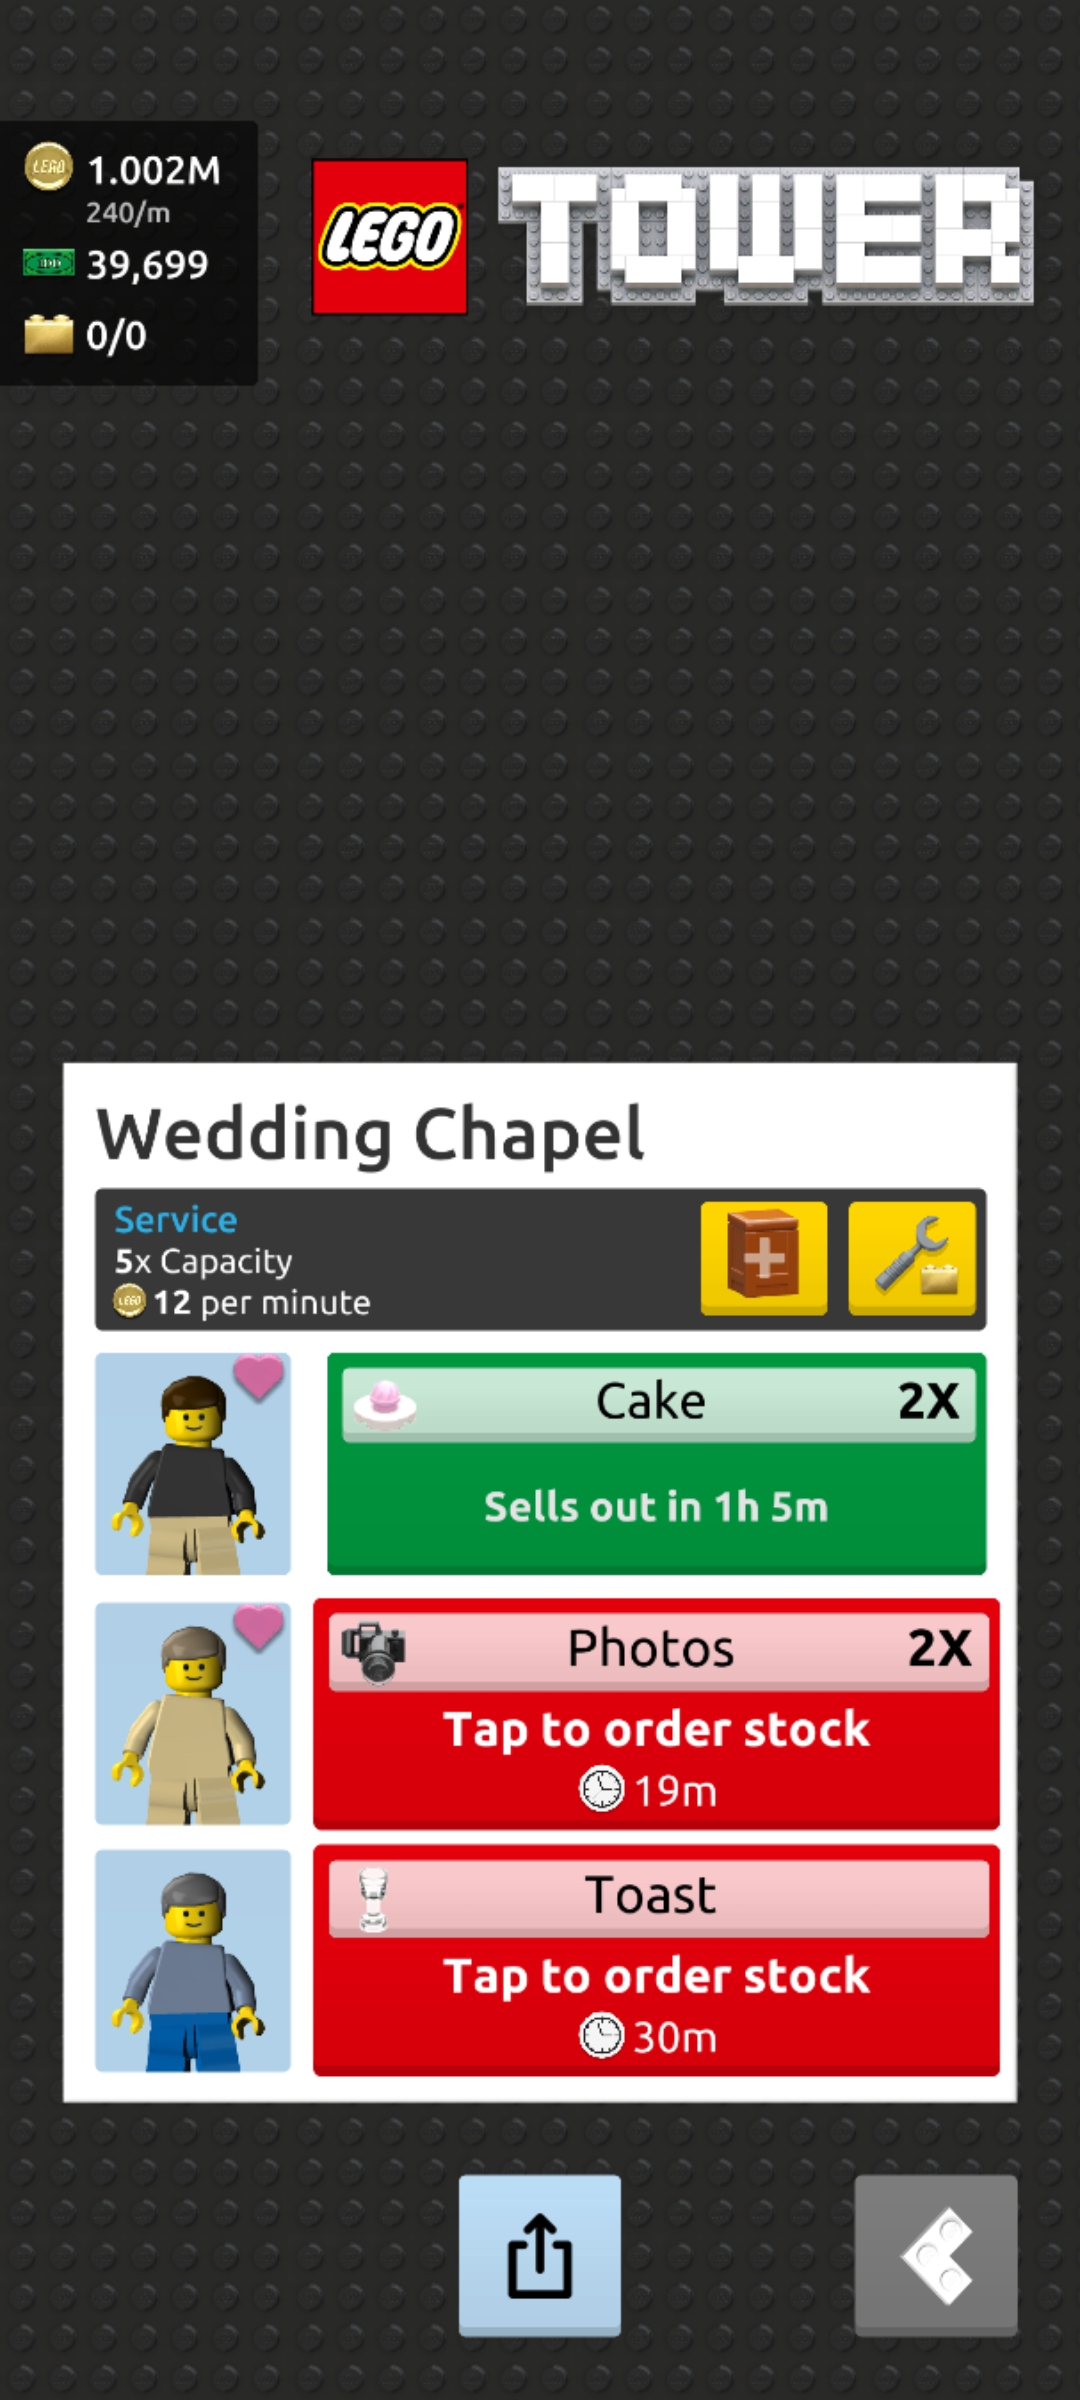 1.002M
240/m
39,699
0/0
LEGO
TOWER
Wedding Chapel
Service
5x Capacity
12 per minute
Cake 2X
Sells out in 1h 5m
Photos 2X
Tap to order stock
19m
Toast
Tap to order stock
30m